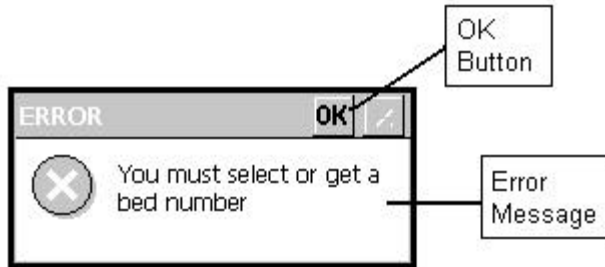 OK
Button
ERROR
OK
You must select or get a
bed number
Error
Message